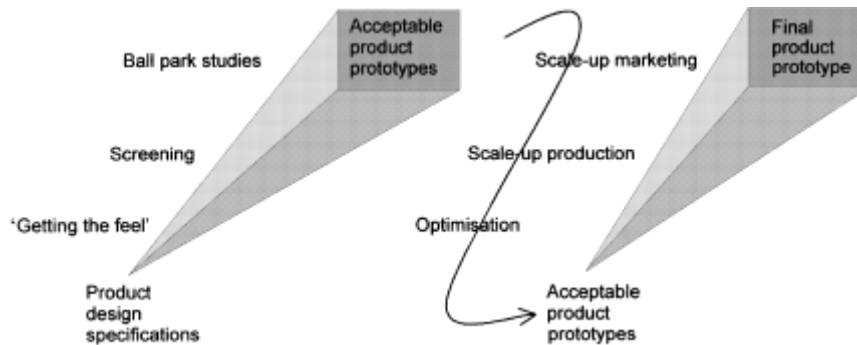 Acceptable
product
prototypes
Ball park studies
Screening
'Getting the feel'
Product
design
specifications
Final
product
prototype
Scale-up marketing
Scale-up production
Optimisation
Acceptable
product
prototypes